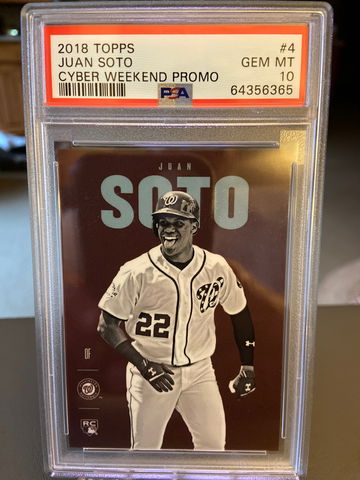 2018 TOPPS #4
JUAN SOTO GEM MT
CYBER WEEKEND PROMO 10
PSA 64356365
JUAN
SOTO
W
W
22
OF
W
RC